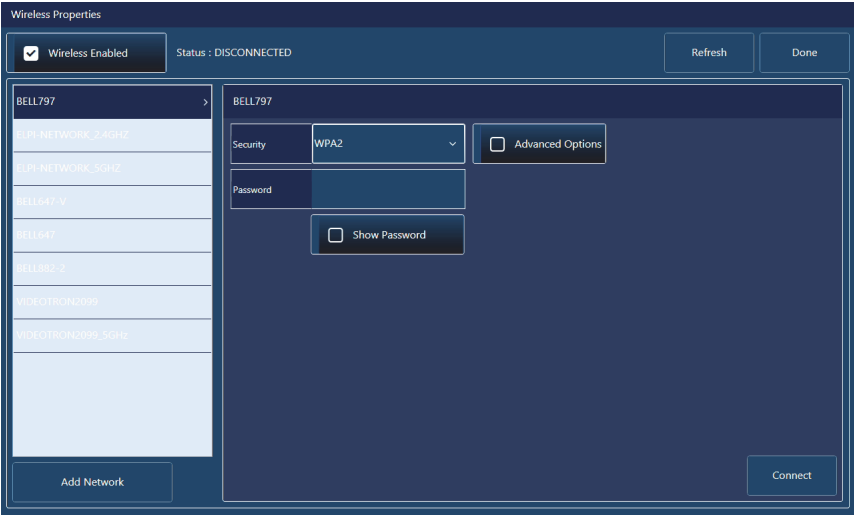 Wireless Properties
Wireless Enabled
Status : DISCONNECTED
Refresh
Done
BELL797
ELPI-NETWORK_2.4GHZ
ELPI-NETWORK_5GHZ
BELL647-V
BELL647
BELL882-2
VIDEOTRON2099
VIDEOTRON2099_5GHz
Add Network
BELL797
Security
WPA2
Advanced Options
Password
Show Password
Connect